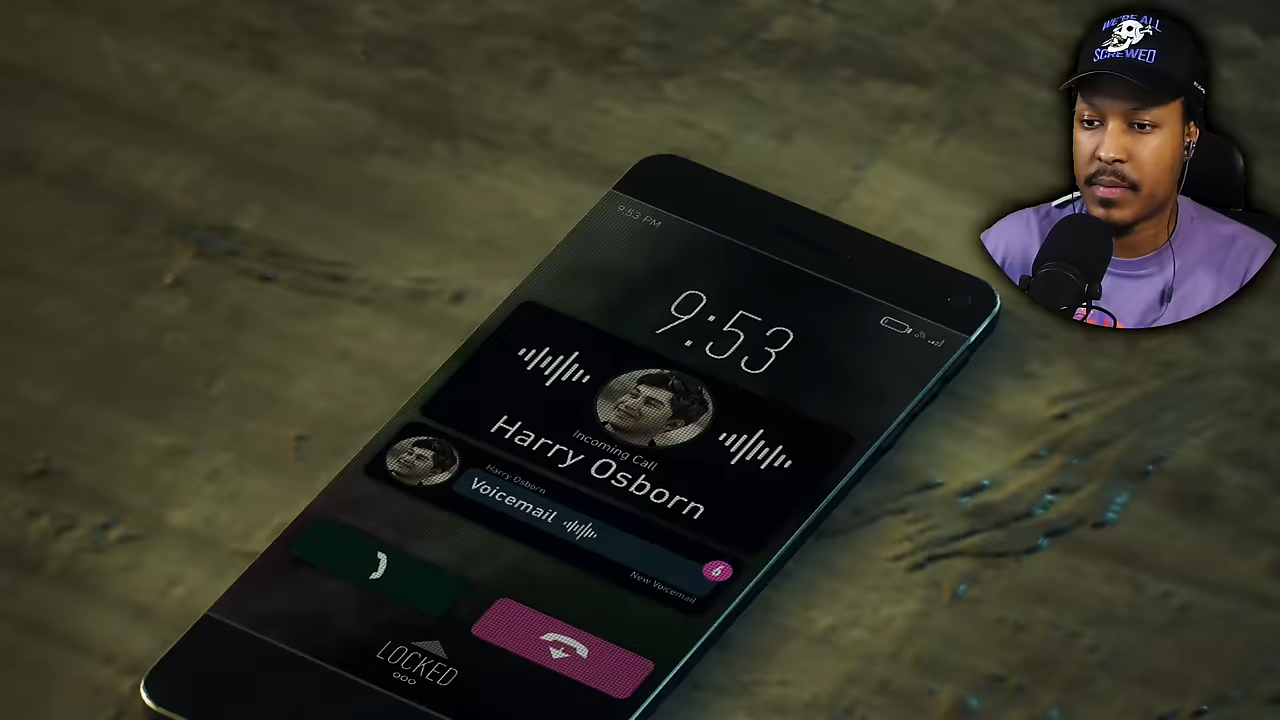 WE'RE ALL
SCREWED
9:53 PM
9:53
Incoming Call
Harry Osborn
Harry Osborn
Voicemail
6
New Voicemail
LOCKED